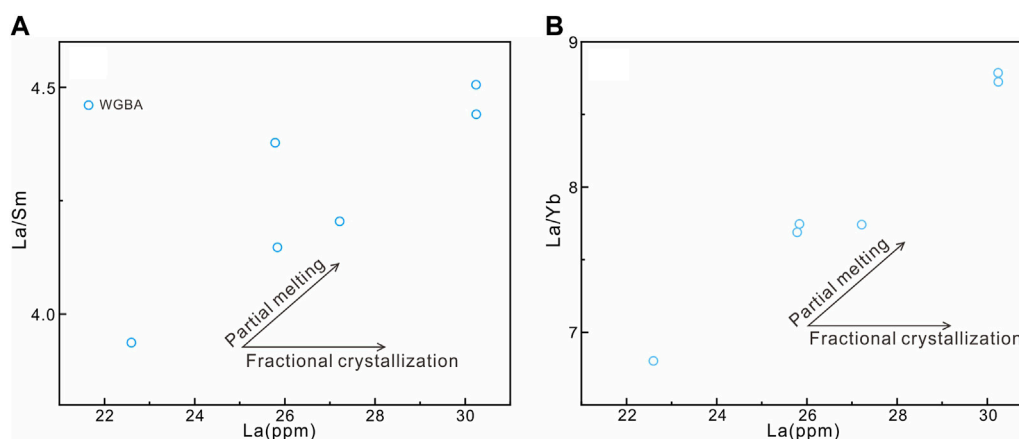 A
4.5
4.0
La/Sm
WGBA
Partial melting
Fractional crystallization
22
24
26
28
30
La(ppm)
B
9
8
7
La/Yb
Partial melting
Fractional crystallization
22
24
26
28
30
La(ppm)